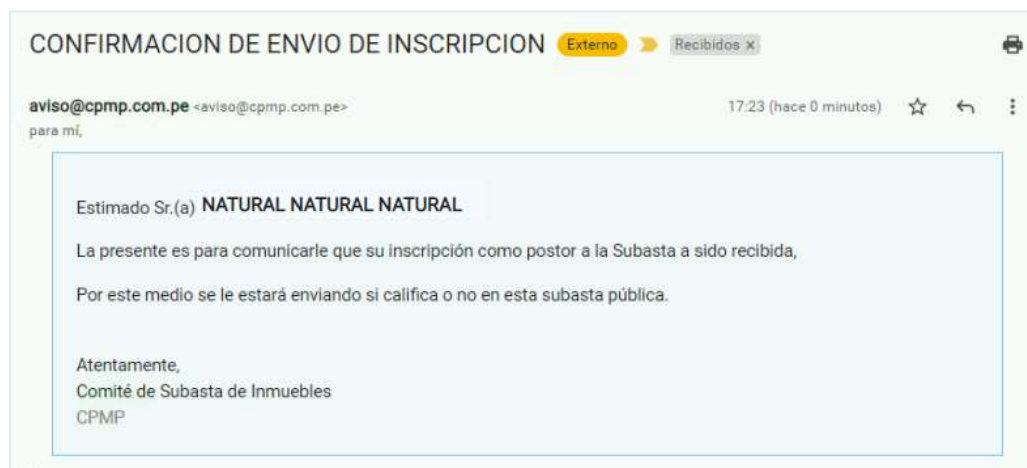 CONFIRMACION DE ENVIO DE INSCRIPCION Externo Recibidos x
aviso@cpmp.com.pe <aviso@cpmp.com.pe> 17:23 (hace 0 minutos)
para mí,
Estimado Sr.(a) NATURAL NATURAL NATURAL
La presente es para comunicarle que su inscripción como postor a la Subasta a sido recibida,
Por este medio se le estará enviando si califica o no en esta subasta pública.
Atentamente,
Comité de Subasta de Inmuebles
CPMP